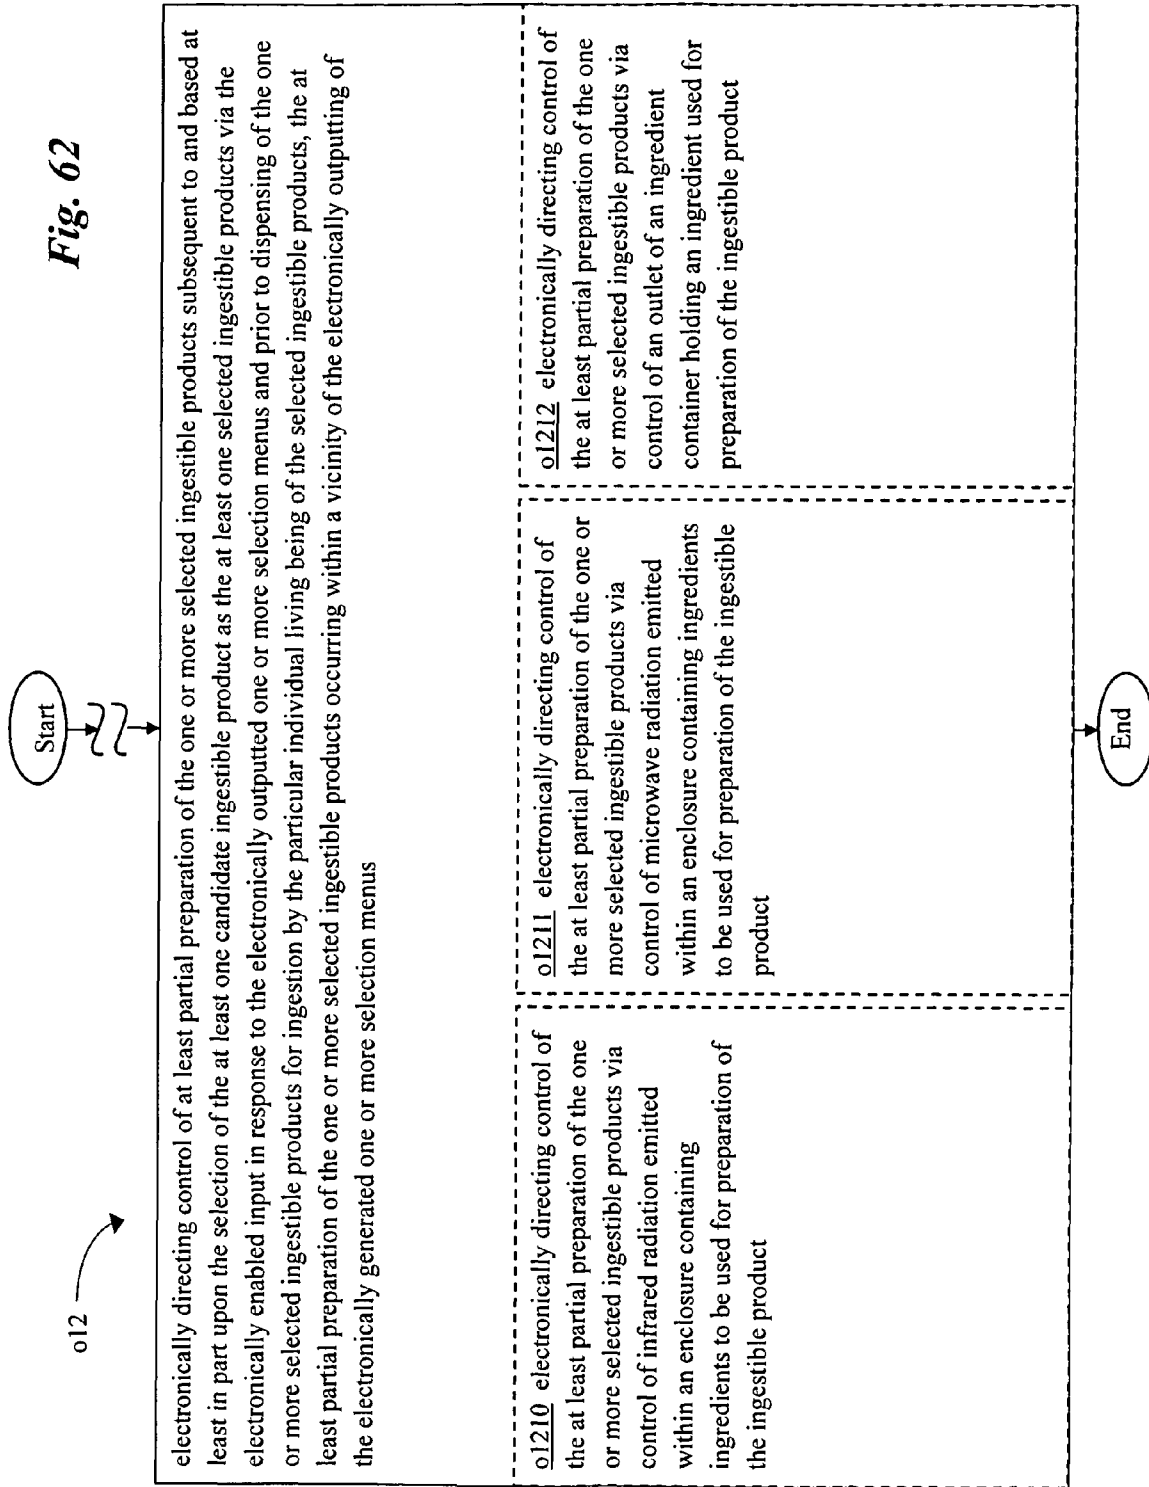 Fig. 62
Start
o12
electronically directing control of at least partial preparation of the one or more selected ingestible products subsequent to and based at
least in part upon the selection of the at least one candidate ingestible product as the at least one selected ingestible products via the
electronically enabled input in response to the electronically outputted one or more selection menus and prior to dispensing of the one
or more selected ingestible products for ingestion by the particular individual living being of the selected ingestible products, the at
least partial preparation of the one or more selected ingestible products occurring within a vicinity of the electronically outputting of
the electronically generated one or more selection menus
o1210 electronically directing control of
the at least partial preparation of the one
or more selected ingestible products via
control of infrared radiation emitted
within an enclosure containing
ingredients to be used for preparation of
the ingestible product
o1211 electronically directing control of
the at least partial preparation of the one or
more selected ingestible products via
control of microwave radiation emitted
within an enclosure containing ingredients
to be used for preparation of the ingestible
product
o1212 electronically directing control of
the at least partial preparation of the one
or more selected ingestible products via
control of an outlet of an ingredient
container holding an ingredient used for
preparation of the ingestible product
End